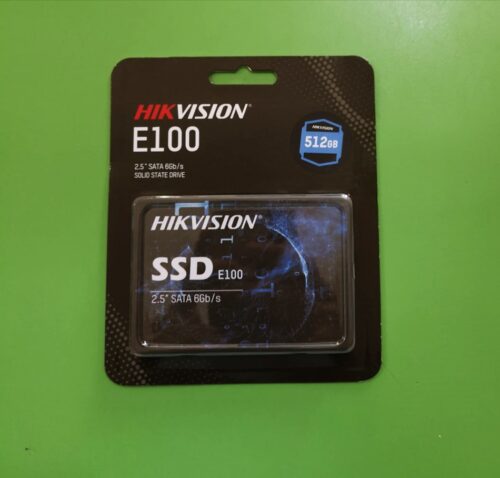 HIKVISION®
E100
2.5" SATA 6Gb/s
SOLID STATE DRIVE
HIKVISION
512GB
HIKVISION®
SSD E100
2.5" SATA 6Gb/s